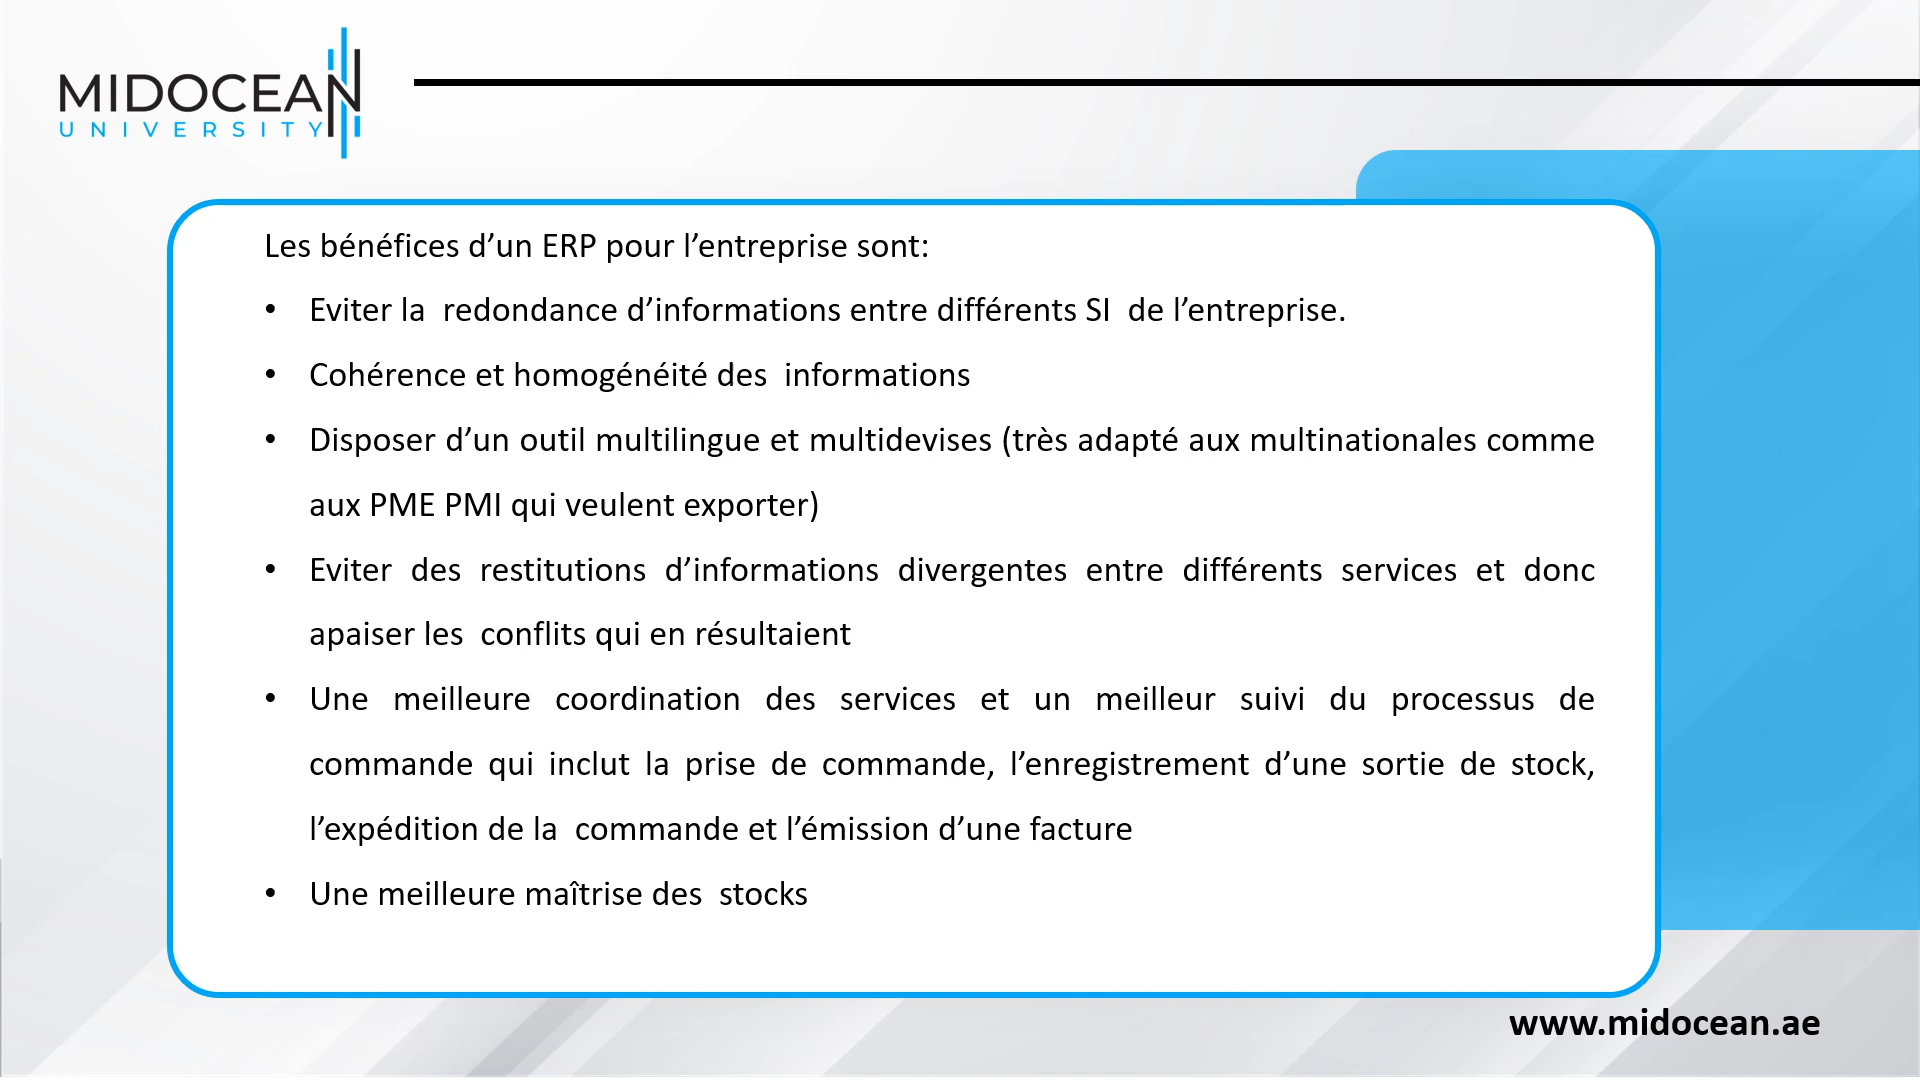 MIDOCEAN
UNIVERSITY
Les bénéfices d’un ERP pour l’entreprise sont:
• Eviter la  redondance d’informations entre différents SI  de l’entreprise.
• Cohérence et homogénéité des  informations
• Disposer d’un outil multilingue et multidevises (très adapté aux multinationales comme
aux PME PMI qui veulent exporter)
• Eviter des restitutions d’informations divergentes entre différents services et donc
apaiser les  conflits qui en résultaient
• Une meilleure coordination des services et un meilleur suivi du processus de
commande qui inclut la prise de commande, l’enregistrement d’une sortie de stock,
l’expédition de la  commande et l’émission d’une facture
• Une meilleure maîtrise des  stocks
www.midocean.ae